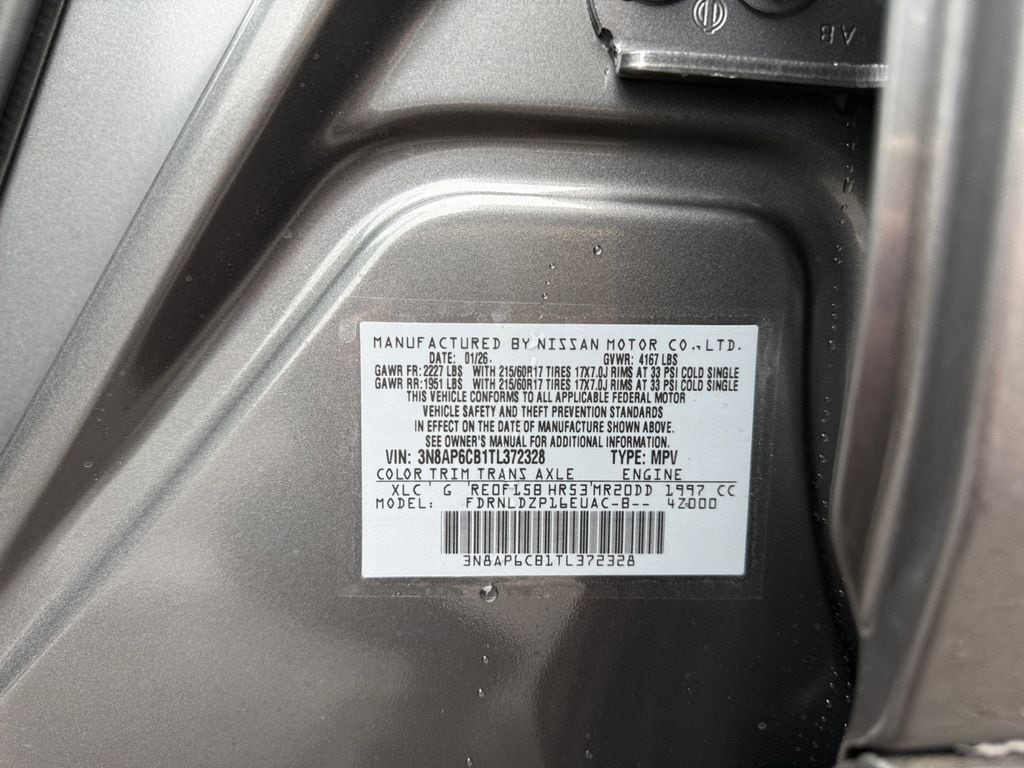 AB
MANUFACTURED BY NISSAN MOTOR CO., LTD.
DATE: 01/26. GVWR: 4167 LBS
GAWR FR: 2227 LBS WITH 215/60R17 TIRES 17X7.0J RIMS AT 33 PSI COLD SINGLE
GAWR RR: 1951 LBS WITH 215/60R17 TIRES 17X7.0J RIMS AT 33 PSI COLD SINGLE
THIS VEHICLE CONFORMS TO ALL APPLICABLE FEDERAL MOTOR
VEHICLE SAFETY AND THEFT PREVENTION STANDARDS
IN EFFECT ON THE DATE OF MANUFACTURE SHOWN ABOVE.
SEE OWNER'S MANUAL FOR ADDITIONAL INFORMATION.
VIN: 3N8AP6CB1TL372328 TYPE: MPV
COLOR TRIM TRANS AXLE ENGINE
XLC ' G 'RE0F15B HR53'MR20DD 1997 CC
MODEL: FDRNLDZP16EUAC-B-- 4Z000
3N8AP6CB1TL372328